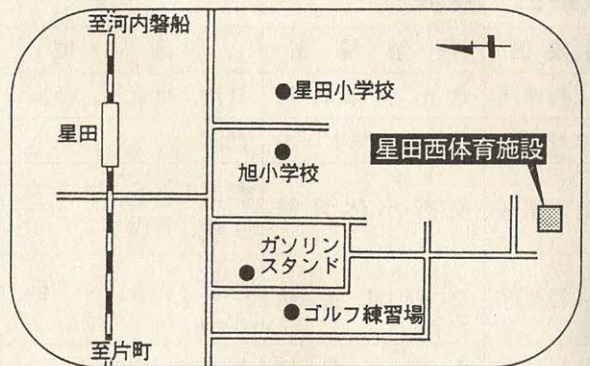 至河内磐船
星田小学校
星田
星田西体育施設
旭小学校
ガソリン
スタンド
ゴルフ練習場
至片町